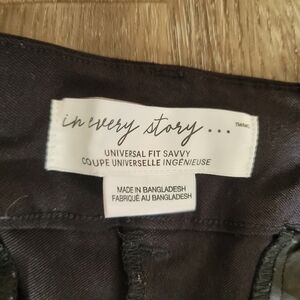 in every story...
UNIVERSAL FIT SAVVY
COUPE UNIVERSELLE INGÉNIEUSE
MADE IN BANGLADESH
FABRIQUÉ AU BANGLADESH